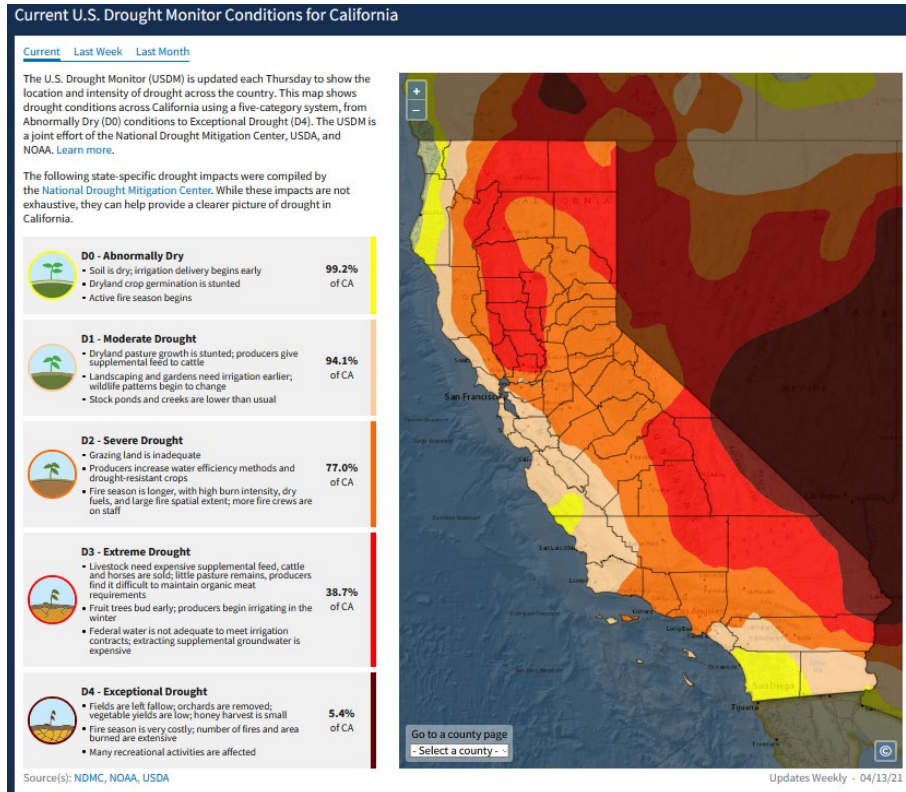 Current U.S. Drought Monitor Conditions for California
Current Last Week Last Month
The U.S. Drought Monitor (USDM) is updated each Thursday to show the
location and intensity of drought across the country. This map shows
drought conditions across California using a five-category system, from
Abnormally Dry (D0) conditions to Exceptional Drought (D4). The USDM is
a joint effort of the National Drought Mitigation Center, USDA, and
NOAA. Learn more.
The following state-specific drought impacts were compiled by
the National Drought Mitigation Center. While these impacts are not
exhaustive, they can help provide a clearer picture of drought in
California.
D0 - Abnormally Dry
▪ Soil is dry; irrigation delivery begins early
▪ Dryland crop germination is stunted
▪ Active fire season begins
99.2%
of CA
D1 - Moderate Drought
▪ Dryland pasture growth is stunted; producers give
supplemental feed to cattle
▪ Landscaping and gardens need irrigation earlier;
wildlife patterns begin to change
▪ Stock ponds and creeks are lower than usual
94.1%
of CA
D2 - Severe Drought
▪ Grazing land is inadequate
▪ Producers increase water efficiency methods and
drought-resistant crops
▪ Fire season is longer, with high burn intensity, dry
fuels, and large fire spatial extent; more fire crews are
on staff
77.0%
of CA
D3 - Extreme Drought
▪ Livestock need expensive supplemental feed, cattle
and horses are sold; little pasture remains, producers
find it difficult to maintain organic meat
requirements
▪ Fruit trees bud early; producers begin irrigating in the
winter
▪ Federal water is not adequate to meet irrigation
contracts; extracting supplemental groundwater is
expensive
38.7%
of CA
D4 - Exceptional Drought
▪ Fields are left fallow; orchards are removed;
vegetable yields are low; honey harvest is small
▪ Fire season is very costly; number of fires and area
burned are extensive
▪ Many recreational activities are affected
5.4%
of CA
Source(s): NDMC, NOAA, USDA
+
−
CALIFORNIA
NEVADA
San Francisco
Fresno
Las Vegas
San Luis Obis
Lompo
Los Angeles
Long Bea
Oceanside
San Diego
Tijuana
Go to a county page
- Select a county -
©
Updates Weekly - 04/13/21